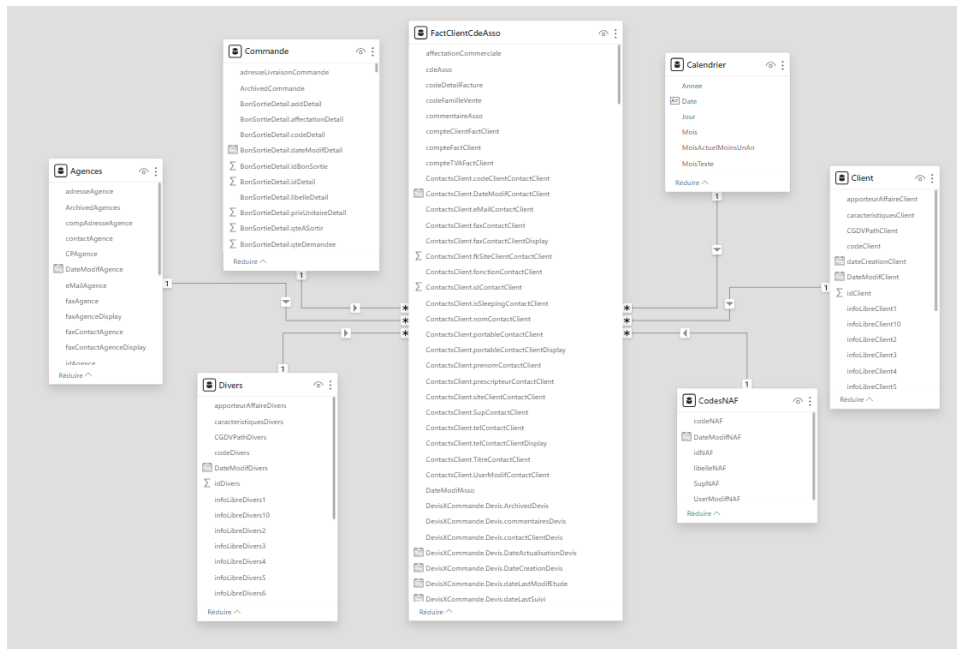 Commande
adresseLivraisonCommande
ArchivedCommande
BonSortieDetail.addDetail
BonSortieDetail.affectationDetail
BonSortieDetail.codeDetail
BonSortieDetail.dateModifDetail
BonSortieDetail.idBonSortie
BonSortieDetail.idDetail
BonSortieDetail.libelleDetail
BonSortieDetail.prixUnitaireDetail
BonSortieDetail.qteASortir
BonSortieDetail.qteDemandee
Réduire
FactClientCdeAsso
affectationCommerciale
cdeAsso
codeDetailFacture
codeFamilleVente
commentaireAsso
compteClientFactClient
compteFactClient
compteTVAFactClient
ContactsClient.codeClientContactClient
ContactsClient.DateModifContactClient
ContactsClient.eMailContactClient
ContactsClient.faxContactClient
ContactsClient.faxContactClientDisplay
ContactsClient.fkSiteClientContactClient
ContactsClient.fonctionContactClient
ContactsClient.idContactClient
ContactsClient.isSleepingContactClient
ContactsClient.nomContactClient
ContactsClient.portableContactClient
ContactsClient.portableContactClientDisplay
ContactsClient.prenomContactClient
ContactsClient.prescripteurContactClient
ContactsClient.siteClientContactClient
ContactsClient.SupContactClient
ContactsClient.telContactClient
ContactsClient.telContactClientDisplay
ContactsClient.TitreContactClient
ContactsClient.UserModifContactClient
DateModifAsso
DevisXCommande.Devis.ArchivedDevis
DevisXCommande.Devis.commentairesDevis
DevisXCommande.Devis.contactClientDevis
DevisXCommande.Devis.DateActualisationDevis
DevisXCommande.Devis.DateCreationDevis
DevisXCommande.Devis.dateLastModifEtude
DevisXCommande.Devis.dateLastSuivi
Réduire
Calendrier
Annee
Date
Jour
Mois
MoisActuelMoinsUnAn
MoisTexte
Réduire
Agences
adresseAgence
ArchivedAgences
compAdresseAgence
contactAgence
CPAgence
DateModifAgence
eMailAgence
faxAgence
faxAgenceDisplay
faxContactAgence
faxContactAgenceDisplay
idAgence
Réduire
Client
apporteurAffaireClient
caracteristiquesClient
CGDVPathClient
codeClient
dateCreationClient
DateModifClient
idClient
infoLibreClient1
infoLibreClient10
infoLibreClient2
infoLibreClient3
infoLibreClient4
infoLibreClient5
Réduire
Divers
apporteurAffaireDivers
caracteristiquesDivers
CGDVPathDivers
codeDivers
DateModifDivers
idDivers
infoLibreDivers1
infoLibreDivers10
infoLibreDivers2
infoLibreDivers3
infoLibreDivers4
infoLibreDivers5
infoLibreDivers6
Réduire
CodesNAF
codeNAF
DateModifNAF
idNAF
libelleNAF
SupNAF
UserModifNAF
Réduire
1
1
1
1
1
1
*
*
*
*
*
*